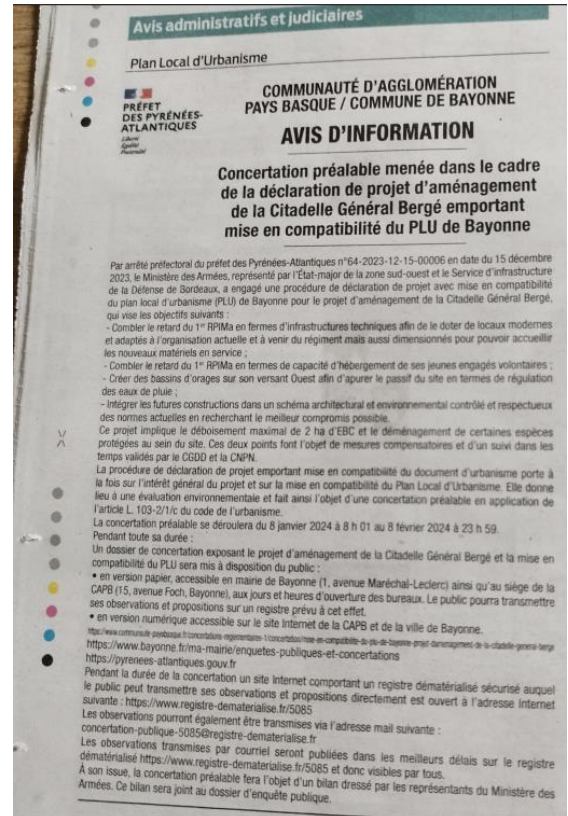 Avis administratifs et judiciaires
Plan Local d'Urbanisme
PRÉFET
DES PYRÉNÉES-
ATLANTIQUES
Liberté
Égalité
Fraternité
COMMUNAUTÉ D'AGGLOMÉRATION
PAYS BASQUE / COMMUNE DE BAYONNE
AVIS D'INFORMATION
Concertation préalable menée dans le cadre
de la déclaration de projet d'aménagement
de la Citadelle Général Bergé emportant
mise en compatibilité du PLU de Bayonne
Par arrêté préfectoral du préfet des Pyrénées-Atlantiques n°64-2023-12-15-00006 en date du 15 décembre
2023, le Ministère des Armées, représenté par l'État-major de la zone sud-ouest et le Service d'infrastructure
de la Défense de Bordeaux, a engagé une procédure de déclaration de projet avec mise en compatibilité
du plan local d'urbanisme (PLU) de Bayonne pour le projet d'aménagement de la Citadelle Général Bergé,
qui vise les objectifs suivants :
- Combler le retard du 1er RPIMa en termes d'infrastructures techniques afin de le doter de locaux modernes
et adaptés à l'organisation actuelle et à venir du régiment mais aussi dimensionnés pour pouvoir accueillir
les nouveaux matériels en service ;
- Combler le retard du 1er RPIMa en termes de capacité d'hébergement de ses jeunes engagés volontaires ;
- Créer des bassins d'orages sur son versant Ouest afin d'apurer le passif du site en termes de régulation
des eaux de pluie ;
- Intégrer les futures constructions dans un schéma architectural et environnemental contrôlé et respectueux
des normes actuelles en recherchant le meilleur compromis possible.
Ce projet implique le déboisement maximal de 2 ha d'EBC et le déménagement de certaines espèces
protégées au sein du site. Ces deux points font l'objet de mesures compensatoires et d'un suivi dans les
temps validés par le CGDD et la CNPN.
La procédure de déclaration de projet emportant mise en compatibilité du document d'urbanisme porte à
la fois sur l'intérêt général du projet et sur la mise en compatibilité du Plan Local d'Urbanisme. Elle donne
lieu à une évaluation environnementale et fait ainsi l'objet d'une concertation préalable en application de
l'article L. 103-2/1/c du code de l'urbanisme.
La concertation préalable se déroulera du 8 janvier 2024 à 8 h 01 au 8 février 2024 à 23 h 59.
Pendant toute sa durée :
Un dossier de concertation exposant le projet d'aménagement de la Citadelle Général Bergé et la mise en
compatibilité du PLU sera mis à disposition du public :
• en version papier, accessible en mairie de Bayonne (1, avenue Maréchal-Leclerc) ainsi qu'au siège de la
CAPB (15, avenue Foch, Bayonne), aux jours et heures d'ouverture des bureaux. Le public pourra transmettre
ses observations et propositions sur un registre prévu à cet effet.
• en version numérique accessible sur le site Internet de la CAPB et de la ville de Bayonne.
https://www.bayonne.fr/ma-mairie/enquetes-publiques-et-concertations
https://pyrenees-atlantiques.gouv.fr
Pendant la durée de la concertation un site Internet comportant un registre dématérialisé sécurisé auquel
le public peut transmettre ses observations et propositions directement est ouvert à l'adresse Internet
suivante : https://www.registre-dematerialise.fr/5085
Les observations pourront également être transmises via l'adresse mail suivante :
concertation-publique-5085@registre-dematerialise.fr
Les observations transmises par courriel seront publiées dans les meilleurs délais sur le registre
dématérialisé https://www.registre-dematerialise.fr/5085 et donc visibles par tous.
À son issue, la concertation préalable fera l'objet d'un bilan dressé par les représentants du Ministère des
Armées. Ce bilan sera joint au dossier d'enquête publique.